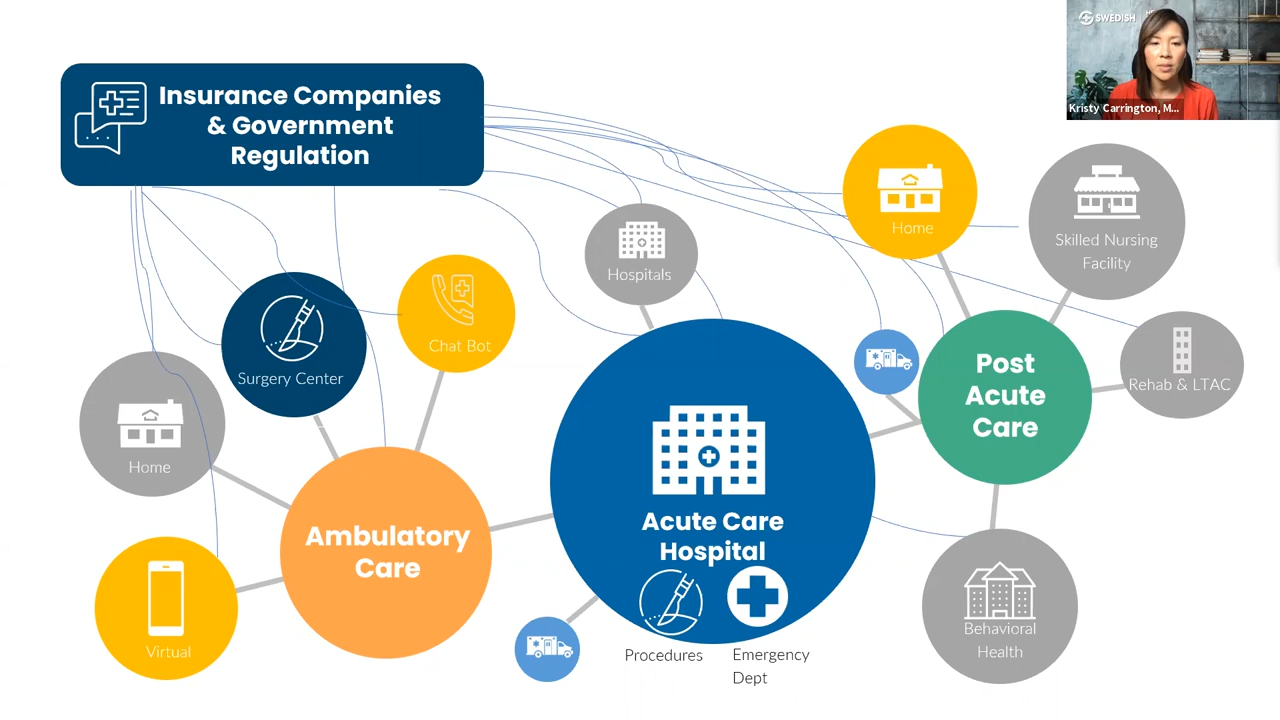 SWEDISH
Kristy Carrington, M...
Insurance Companies
& Government
Regulation
Home
Skilled Nursing
Facility
Hospitals
Chat Bot
Surgery Center
Post
Acute
Care
Rehab & LTAC
Home
Acute Care
Hospital
Ambulatory
Care
Virtual
Procedures
Emergency
Dept
Behavioral
Health